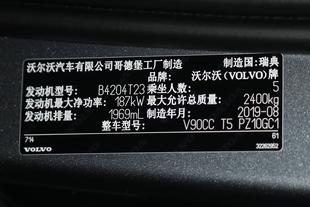 沃尔沃汽车有限公司哥德堡工厂制造 制造国：瑞典
品牌：沃尔沃（VOLVO）牌
发动机型号：B4204T23 乘坐人数：5
发动机最大净功率：187kW 最大允许总质量：2400kg
发动机排量：1969mL 制造年月：2019-08
整车型号：V90CC T5 PZ10GC1
714 61
VOLVO 32262952